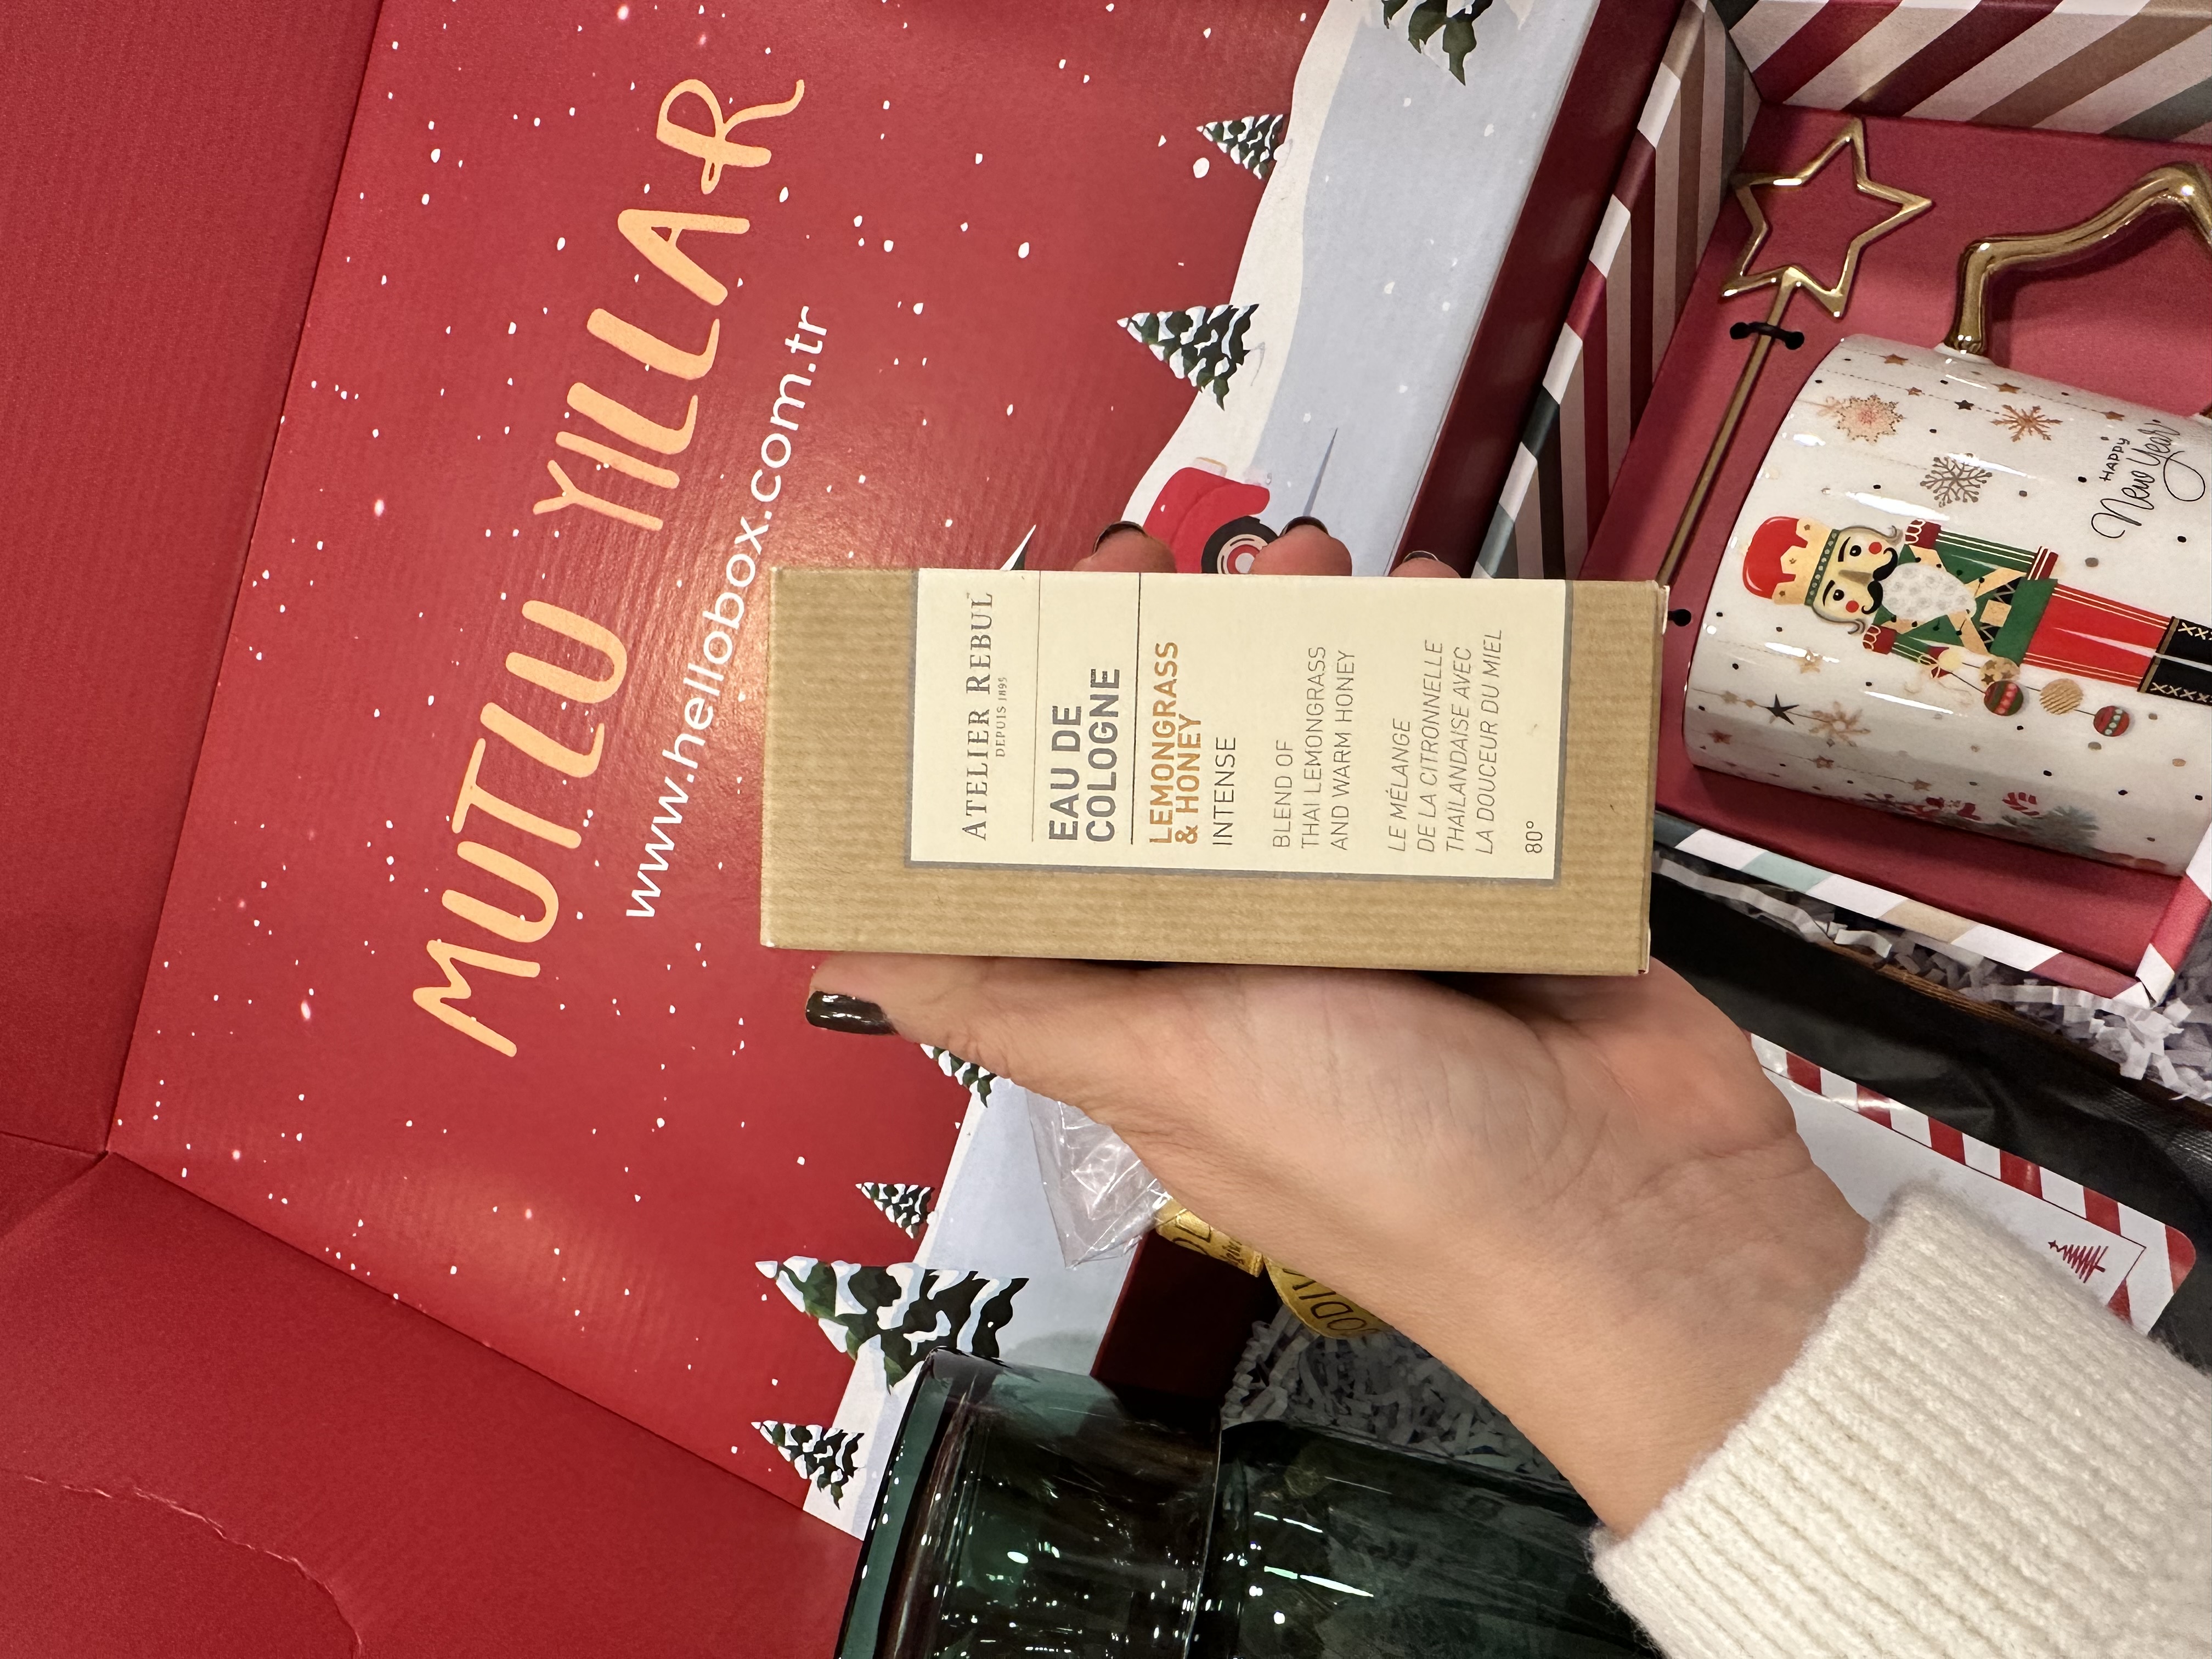 MUTLU YILLAR
www.hellobox.com.tr
ATELIER REBUL
DEPUIS 1895
EAU DE
COLOGNE
LEMONGRASS
& HONEY
INTENSE
BLEND OF
THAI LEMONGRASS
AND WARM HONEY
LE MÉLANGE
DE LA CITRONNELLE
THAILANDAISE AVEC
LA DOUCEUR DU MIEL
80°
HAPPY
New Year